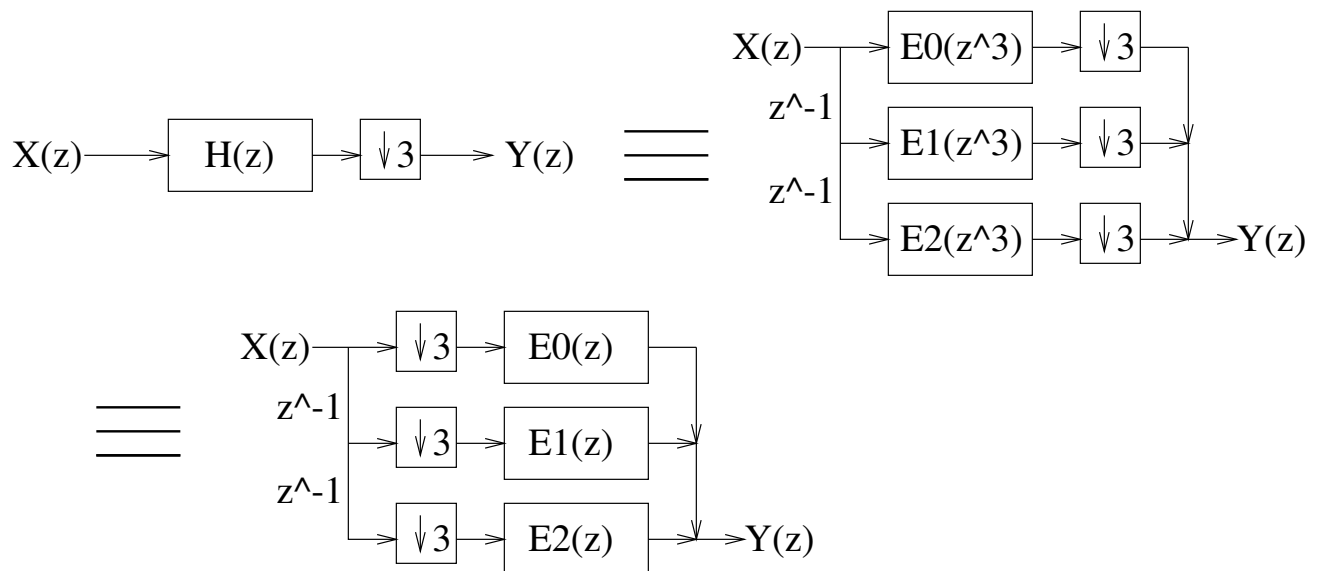 X(z) H(z) ↓3 Y(z)
X(z) E0(z^3) ↓3
z^-1
E1(z^3) ↓3
z^-1
E2(z^3) ↓3 Y(z)
X(z) ↓3 E0(z)
z^-1
↓3 E1(z)
z^-1
↓3 E2(z) Y(z)